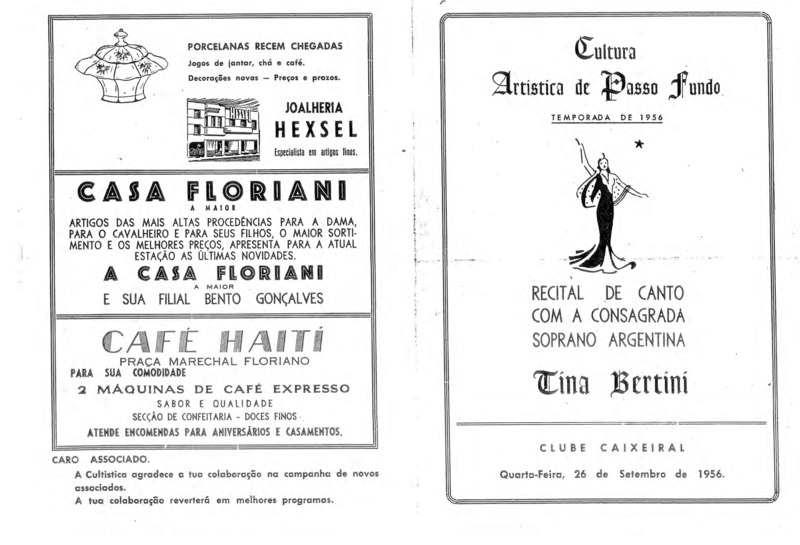 PORCELANAS RECEM CHEGADAS
Jogos de jantar, chá e café.
Decorações novas — Preços e prazos.
JOALHERIA
HEXSEL
Especialista em artigos finos.
CASA FLORIANI
A MAIOR
ARTIGOS DAS MAIS ALTAS PROCEDÊNCIAS PARA A DAMA,
PARA O CAVALHEIRO E PARA SEUS FILHOS, O MAIOR SORTI-
MENTO E OS MELHORES PREÇOS, APRESENTA PARA A ATUAL
ESTAÇÃO AS ÚLTIMAS NOVIDADES.
A CASA FLORIANI
A MAIOR
E SUA FILIAL BENTO GONÇALVES
CAFÉ HAITÍ
PRAÇA MARECHAL FLORIANO
PARA SUA COMODIDADE
2 MÁQUINAS DE CAFÉ EXPRESSO
SABOR E QUALIDADE
SECÇÃO DE CONFEITARIA - DOCES FINOS
ATENDE ENCOMENDAS PARA ANIVERSÁRIOS E CASAMENTOS.
CARO ASSOCIADO.
A Cultistica agradece a tua colaboração na campanha de novos
associados.
A tua colaboração reverterá em melhores programas.
Cultura
Artistica de Passo Fundo
TEMPORADA DE 1956
RECITAL DE CANTO
COM A CONSAGRADA
SOPRANO ARGENTINA
Tina Bertini
CLUBE CAIXEIRAL
Quarta-Feira, 26 de Setembro de 1956.